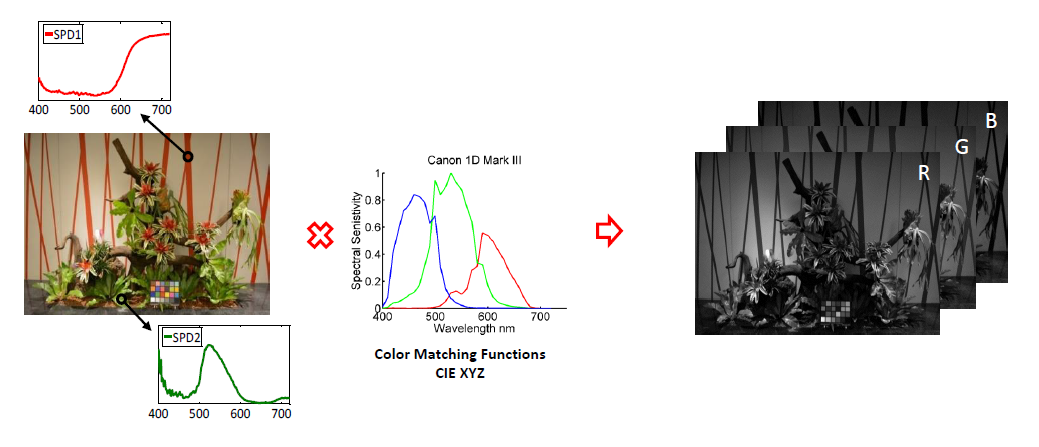 SPD1
400 500 600 700
Canon 1D Mark III
Spectral Senistivity
1
0.8
0.6
0.4
0.2
0
400 500 600 700
Wavelength nm
Color Matching Functions
CIE XYZ
B
G
R
SPD2
400 500 600 700